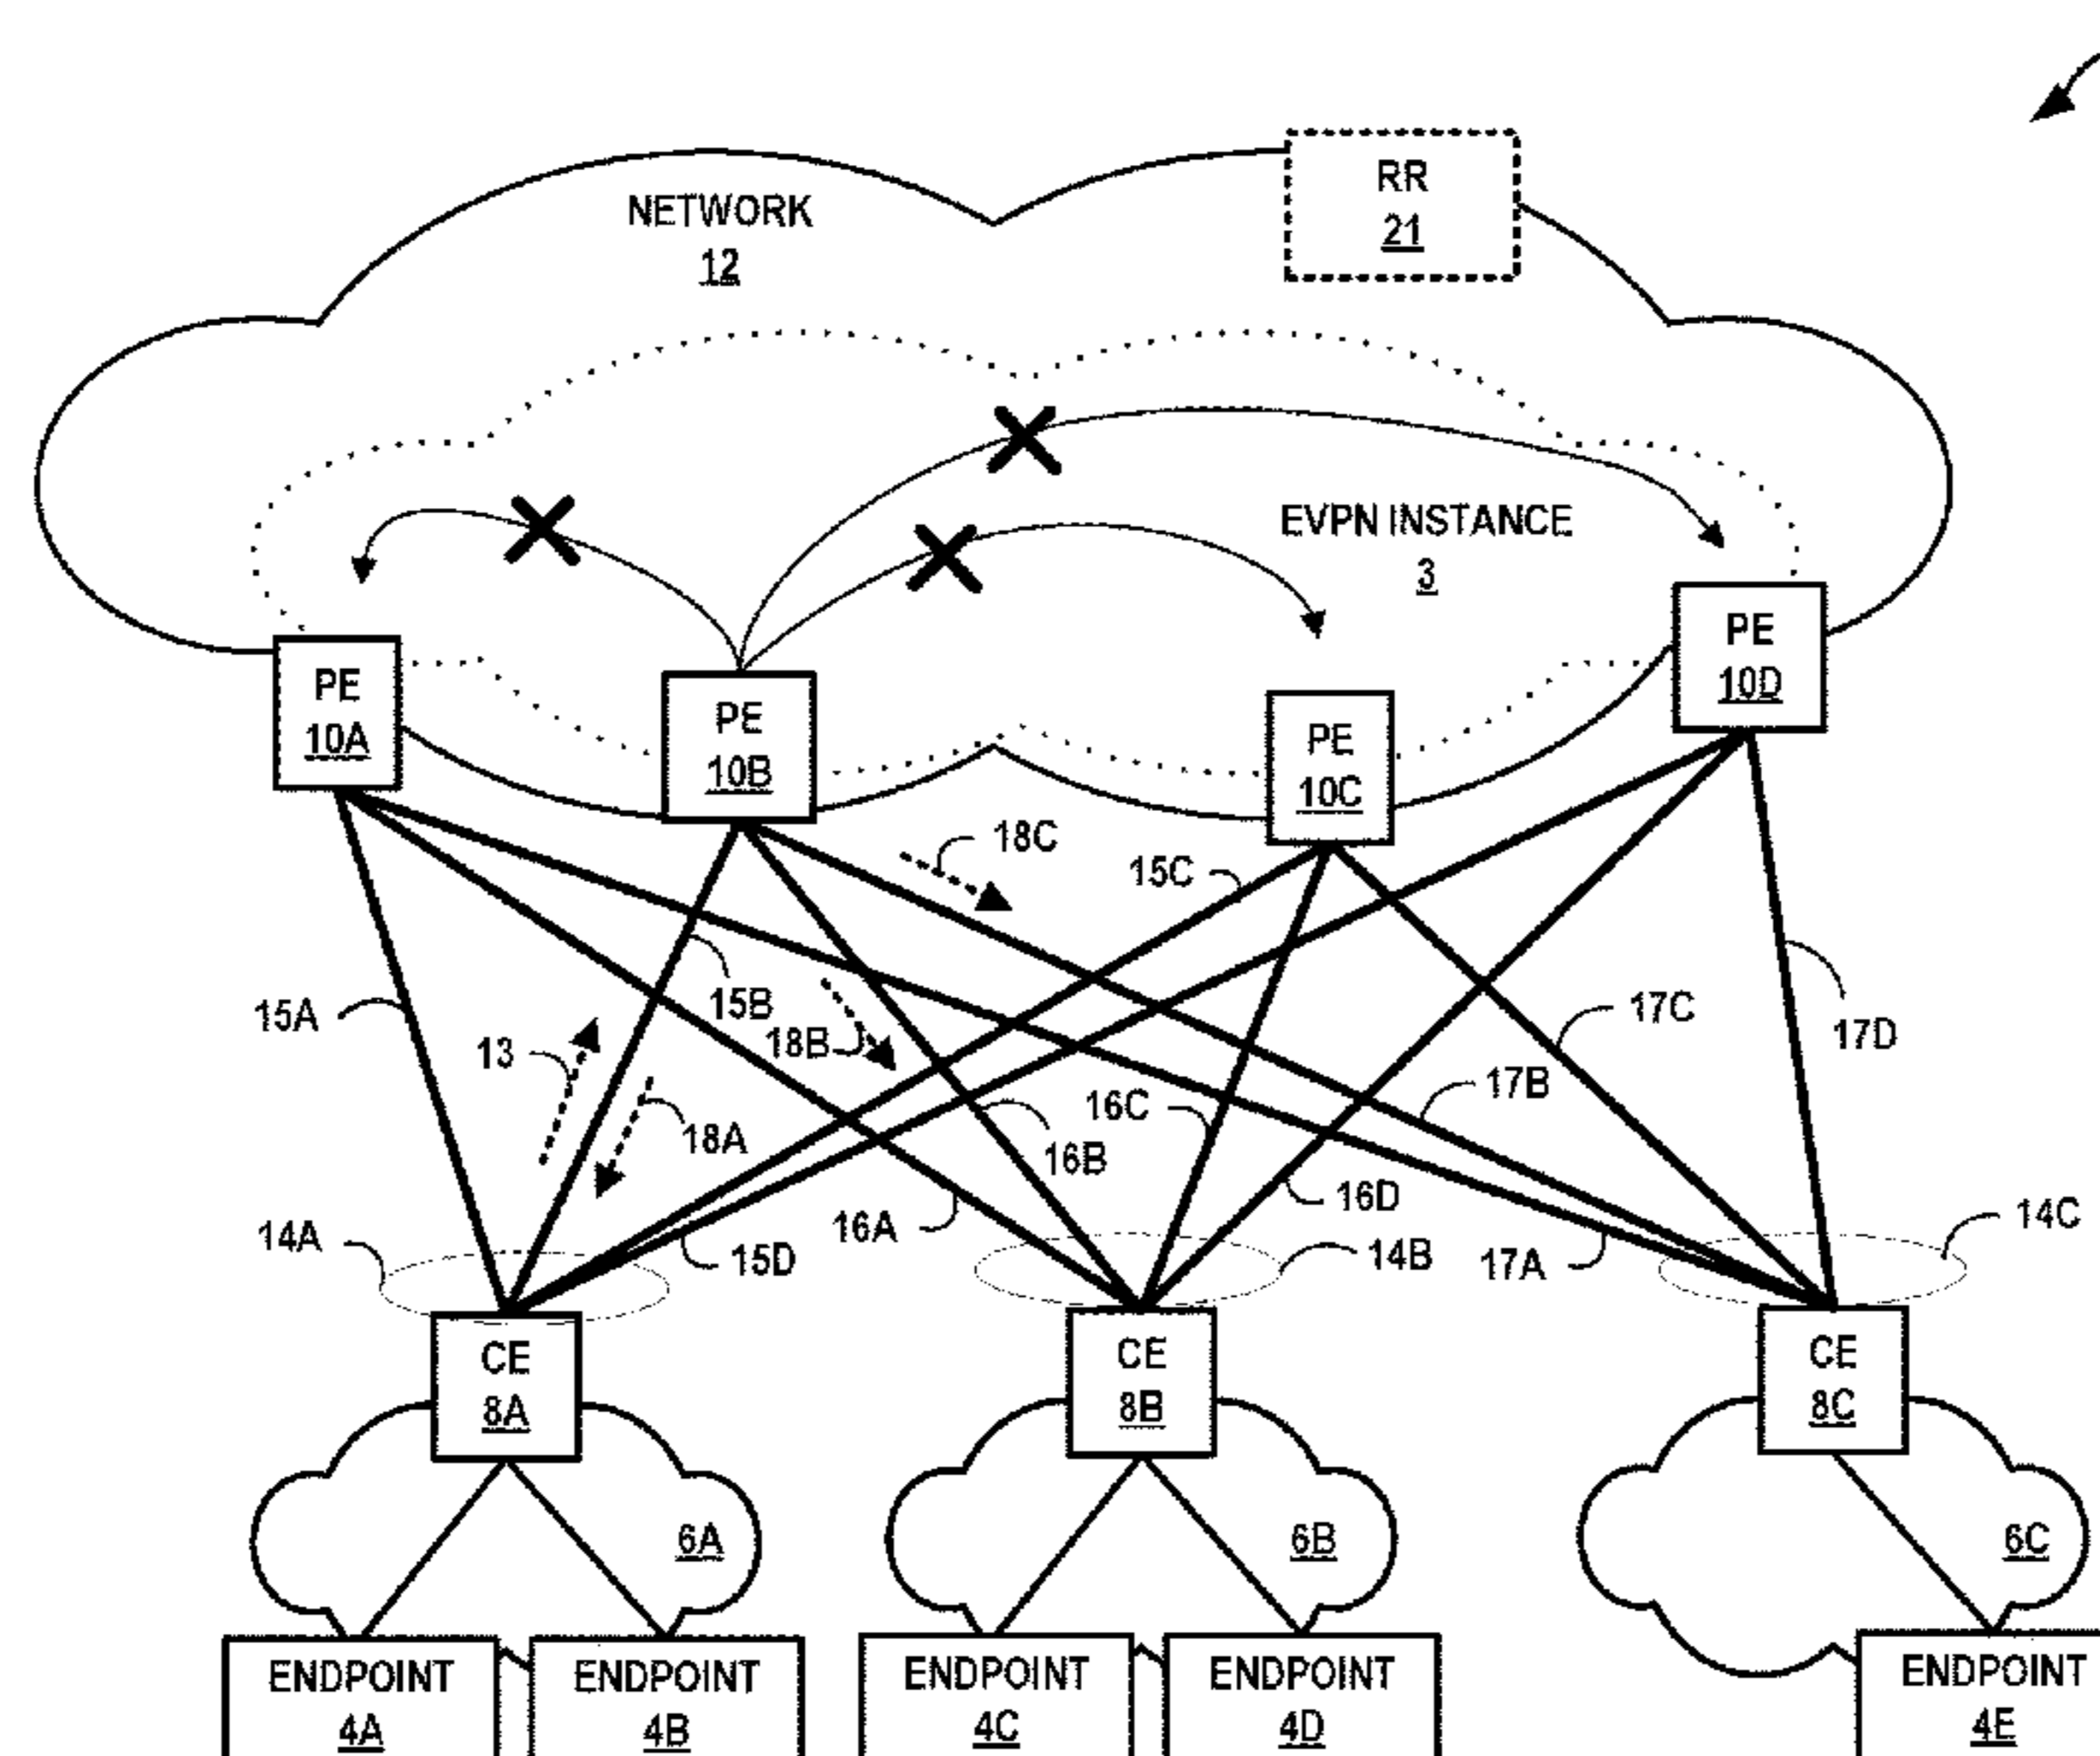 RR
21
NETWORK
12
EVPN INSTANCE
3
PE
10A
PE
10B
PE
10C
PE
10D
18C
15C
15A
15B
18B
13
18A
17C
17D
17B
16C
16B
16D
16A
14A
15D
14B
17A
14C
CE
8A
CE
8B
CE
8C
6A
6B
6C
ENDPOINT
4A
ENDPOINT
4B
ENDPOINT
4C
ENDPOINT
4D
ENDPOINT
4E